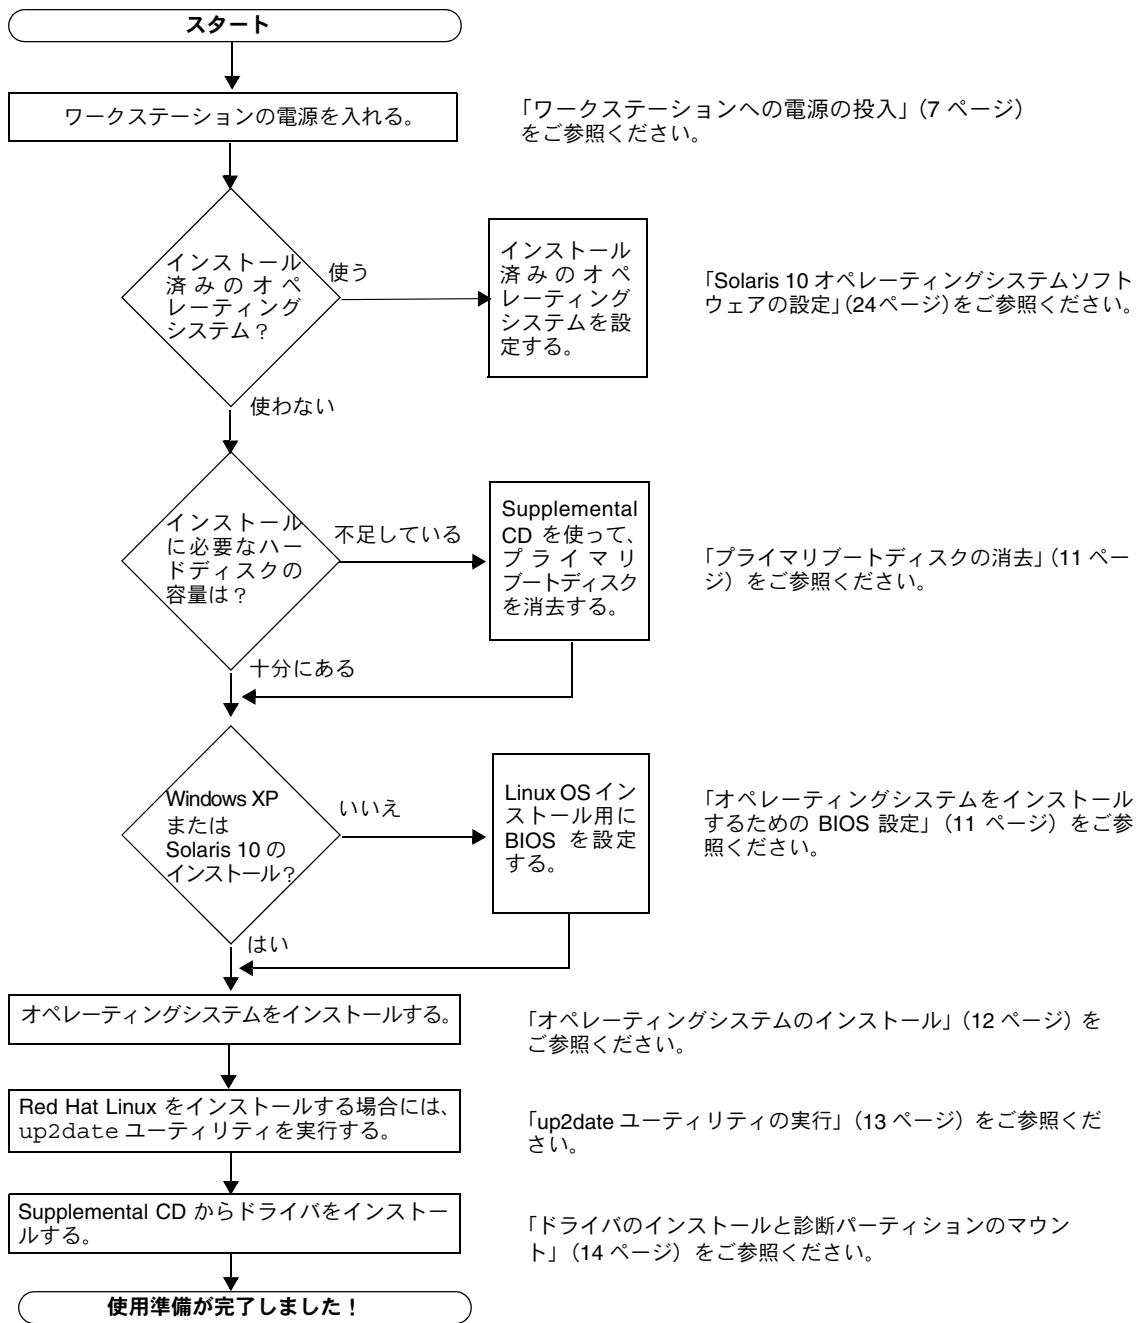 スタート
ワークステーションの電源を入れる。
「ワークステーションへの電源の投入」（7 ページ）
をご参照ください。
インストール
済みのオペ
レーティング
システム？
使う
インストール
済みのオペ
レーティング
システムを設
定する。
「Solaris 10 オペレーティングシステムソフト
ウェアの設定」（24ページ）をご参照ください。
使わない
インストール
に必要なハー
ドディスクの
容量は？
不足している
Supplemental
CD を使って、
プライマリ
ブートディスク
を消去する。
「プライマリブートディスクの消去」（11 ペー
ジ）をご参照ください。
十分にある
Windows XP
または
Solaris 10 の
インストール？
いいえ
Linux OS イン
ストール用に
BIOS を設定
する。
「オペレーティングシステムをインストール
するための BIOS 設定」（11 ページ）をご参
照ください。
はい
オペレーティングシステムをインストールする。
「オペレーティングシステムのインストール」（12 ページ）を
ご参照ください。
Red Hat Linux をインストールする場合には、
up2date ユーティリティを実行する。
「up2date ユーティリティの実行」（13 ページ）をご参照くだ
さい。
Supplemental CD からドライバをインストー
ルする。
「ドライバのインストールと診断パーティションのマウン
ト」（14 ページ）をご参照ください。
使用準備が完了しました！